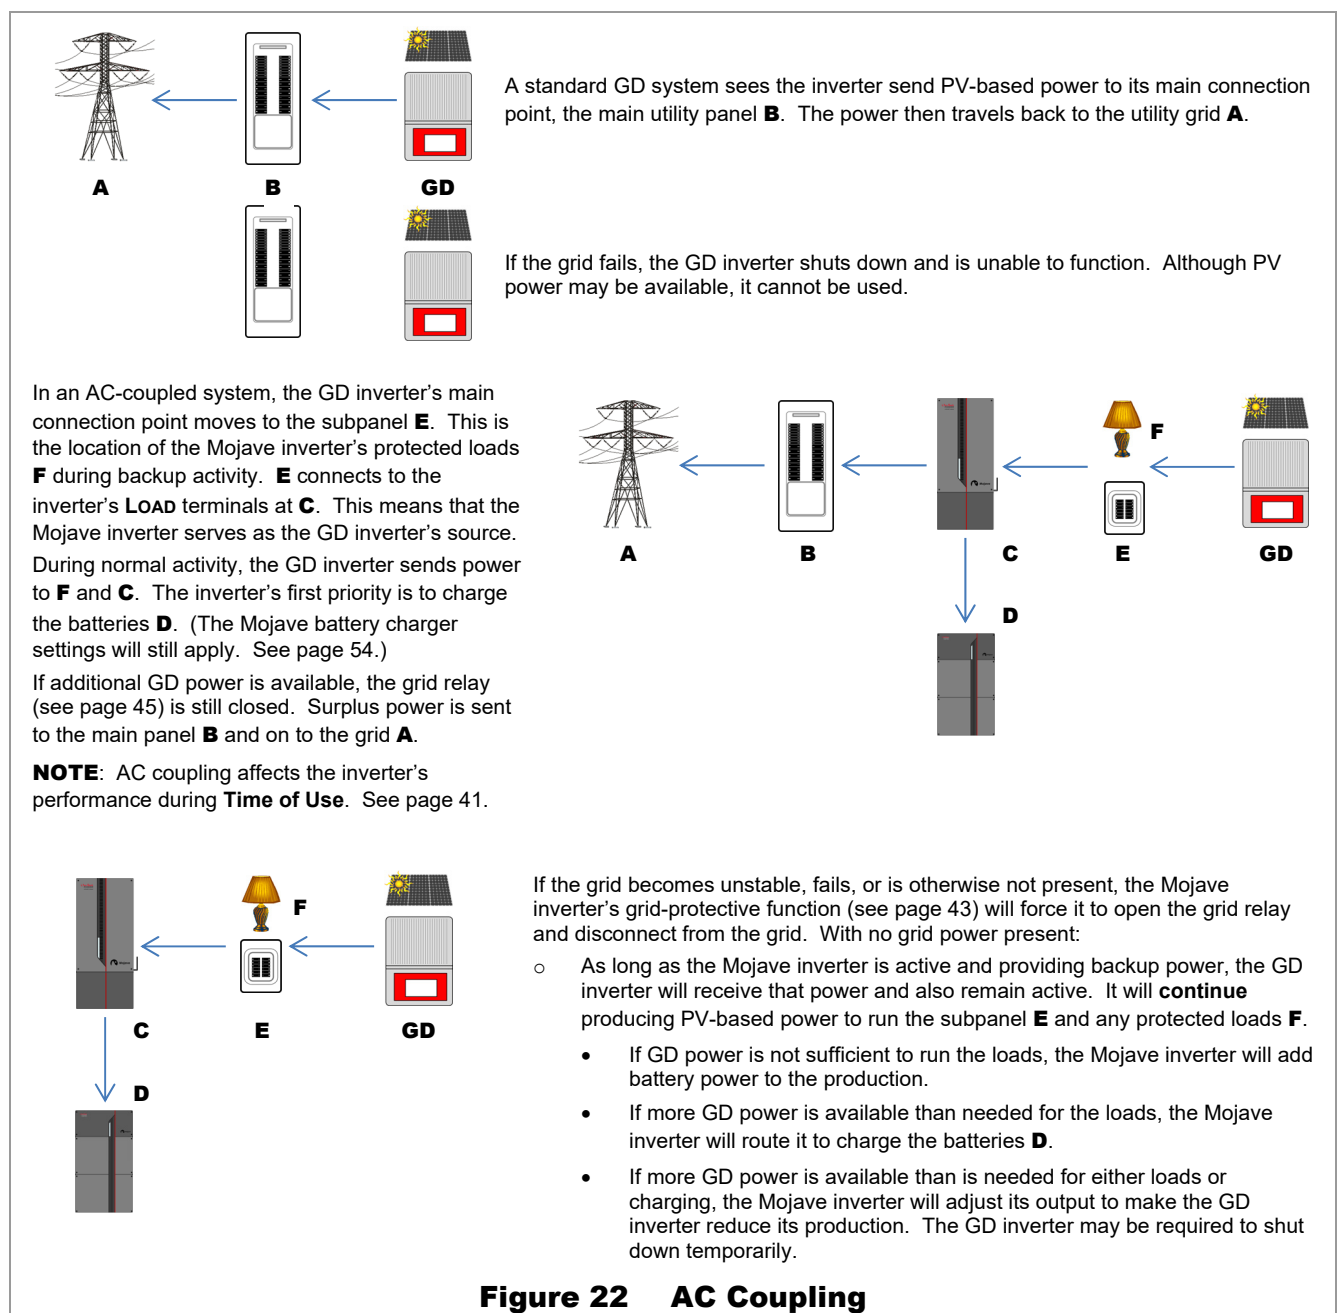 A standard GD system sees the inverter send PV-based power to its main connection
point, the main utility panel B.  The power then travels back to the utility grid A.
A
B
GD
If the grid fails, the GD inverter shuts down and is unable to function.  Although PV
power may be available, it cannot be used.
In an AC-coupled system, the GD inverter's main
connection point moves to the subpanel E.  This is
the location of the Mojave inverter's protected loads
F during backup activity.  E connects to the
inverter's LOAD terminals at C.  This means that the
Mojave inverter serves as the GD inverter's source.
During normal activity, the GD inverter sends power
to F and C.  The inverter's first priority is to charge
the batteries D.  (The Mojave battery charger
settings will still apply.  See page 54.)
If additional GD power is available, the grid relay
(see page 45) is still closed.  Surplus power is sent
to the main panel B and on to the grid A.
NOTE:  AC coupling affects the inverter's
performance during Time of Use.  See page 41.
F
A
B
C
E
GD
D
F
C
E
GD
D
If the grid becomes unstable, fails, or is otherwise not present, the Mojave
inverter's grid-protective function (see page 43) will force it to open the grid relay
and disconnect from the grid.  With no grid power present:
o As long as the Mojave inverter is active and providing backup power, the GD
inverter will receive that power and also remain active.  It will continue
producing PV-based power to run the subpanel E and any protected loads F.
• If GD power is not sufficient to run the loads, the Mojave inverter will add
battery power to the production.
• If more GD power is available than needed for the loads, the Mojave
inverter will route it to charge the batteries D.
• If more GD power is available than is needed for either loads or
charging, the Mojave inverter will adjust its output to make the GD
inverter reduce its production.  The GD inverter may be required to shut
down temporarily.
Figure 22 AC Coupling